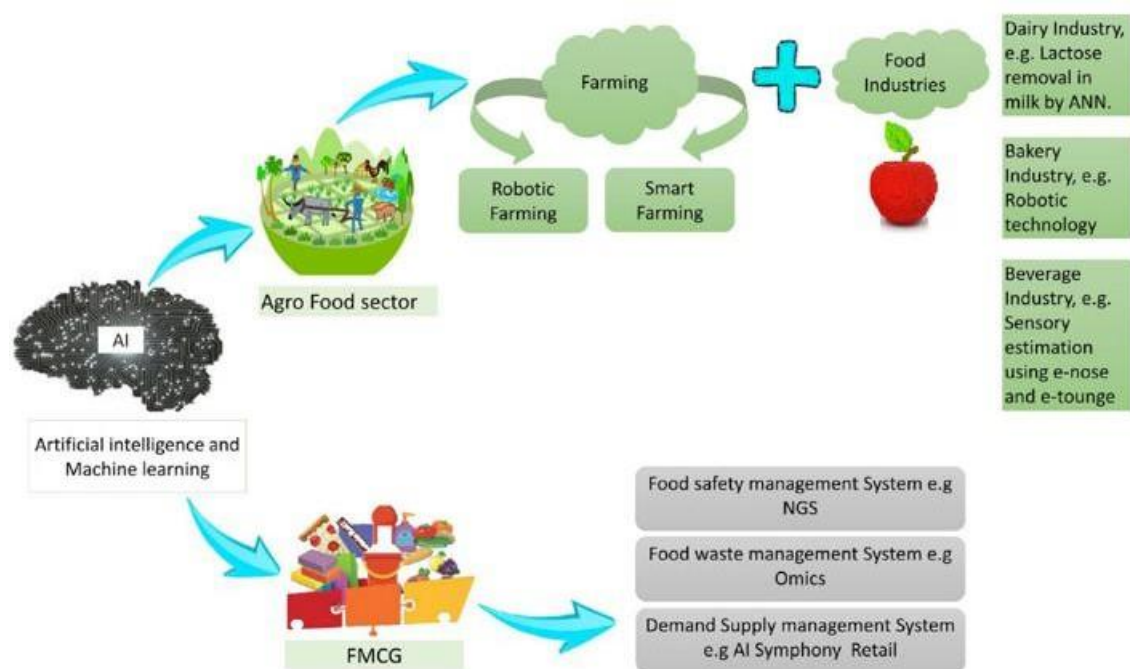 Farming
Food
Industries
Robotic
Farming
Smart
Farming
Dairy Industry,
e.g. Lactose
removal in
milk by ANN.
Bakery
Industry, e.g.
Robotic
technology
Beverage
Industry, e.g.
Sensory
estimation
using e-nose
and e-tounge
Agro Food sector
AI
Artificial intelligence and
Machine learning
FMCG
Food safety management System e.g
NGS
Food waste management System e.g
Omics
Demand Supply management System
e.g AI Symphony Retail